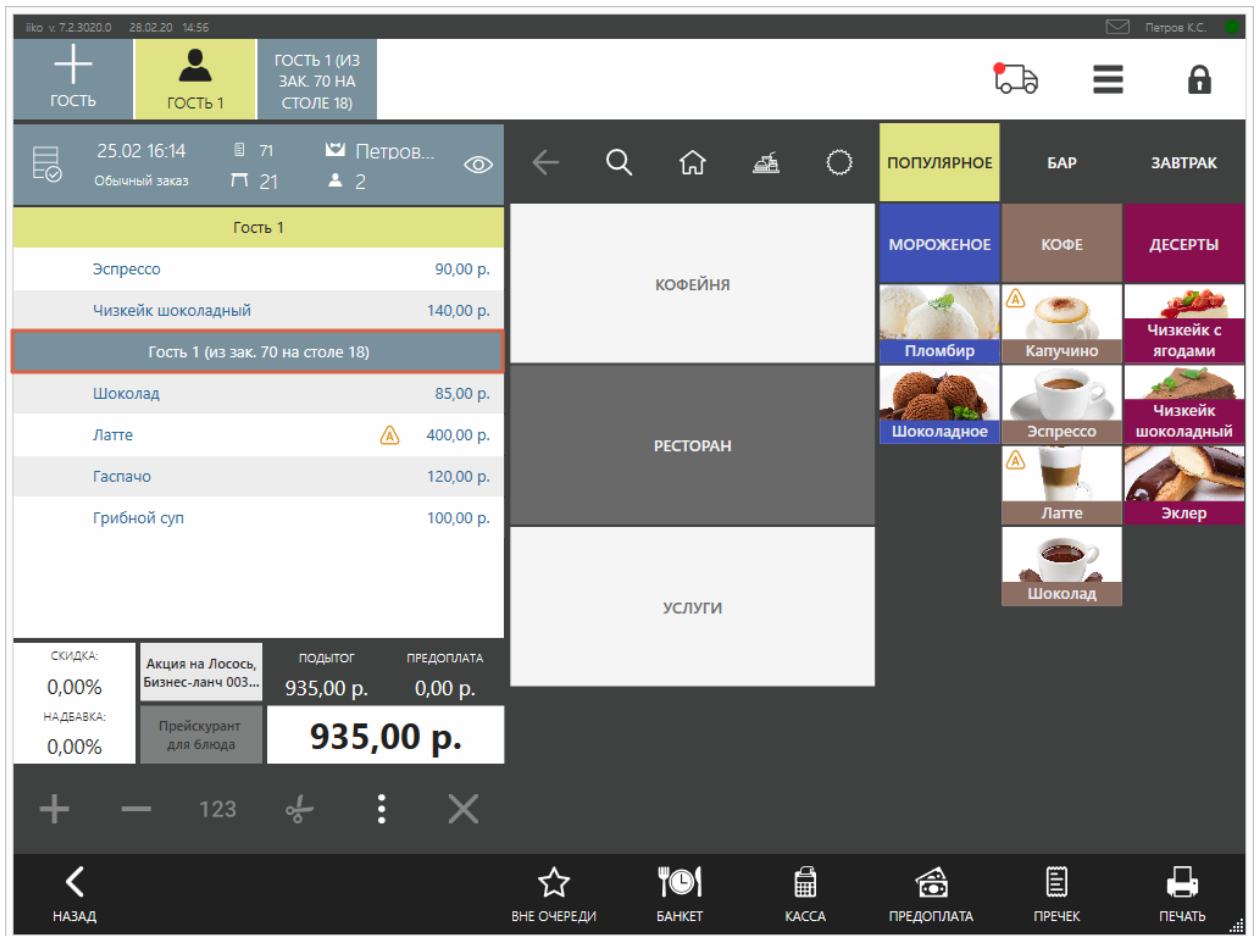 iiko v. 7.2.3020.0 28.02.20 14:56 Петров К.С.
ГОСТЬ
ГОСТЬ 1
ГОСТЬ 1 (ИЗ
ЗАК. 70 НА
СТОЛЕ 18)
25.02 16:14 71 Петров...
Обычный заказ 21 2
Гость 1
Эспрессо 90,00 р.
Чизкейк шоколадный 140,00 р.
Гость 1 (из зак. 70 на столе 18)
Шоколад 85,00 р.
Латте А 400,00 р.
Гаспачо 120,00 р.
Грибной суп 100,00 р.
СКИДКА:
0,00%
НАДБАВКА:
0,00%
Акция на Лосось,
Бизнес-ланч 003...
Прейскурант
для блюда
ПОДЫТОГ
935,00 р.
ПРЕДОПЛАТА
0,00 р.
935,00 р.
123
КОФЕЙНЯ
РЕСТОРАН
УСЛУГИ
ПОПУЛЯРНОЕ
БАР
ЗАВТРАК
МОРОЖЕНОЕ
КОФЕ
ДЕСЕРТЫ
Пломбир
А
Капучино
Чизкейк с
ягодами
Шоколадное
Эспрессо
Чизкейк
шоколадный
А
Латте
Эклер
Шоколад
НАЗАД
ВНЕ ОЧЕРЕДИ
БАНКЕТ
КАССА
ПРЕДОПЛАТА
ПРЕЧЕК
ПЕЧАТЬ